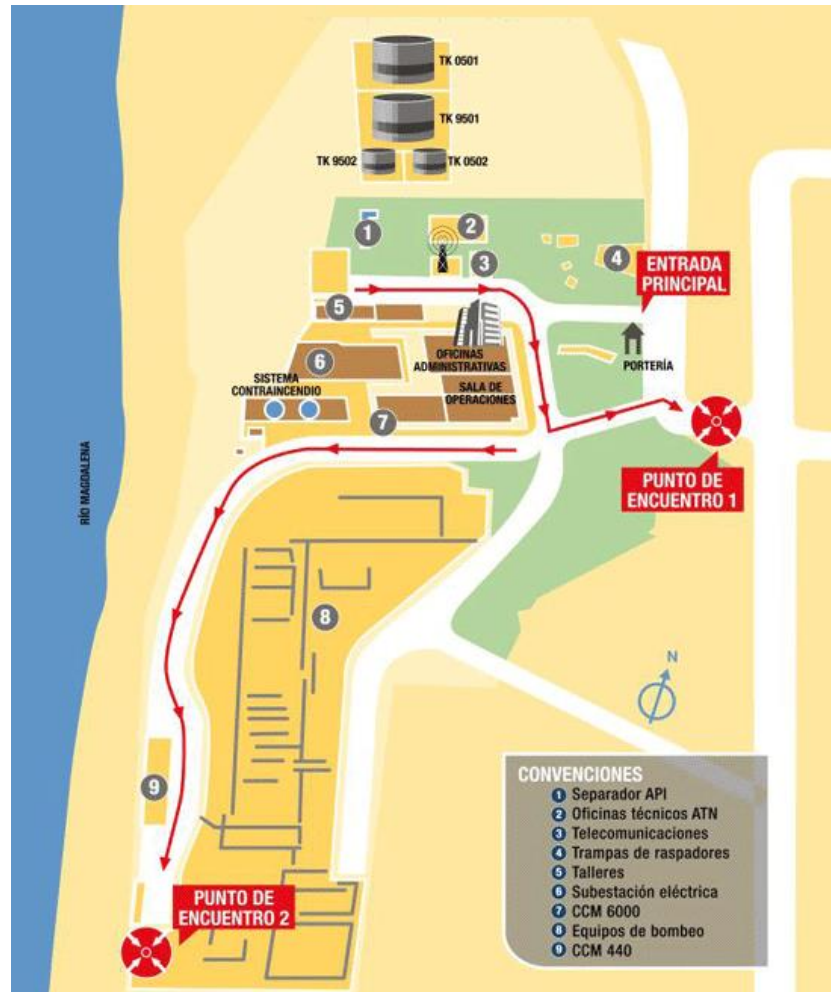 TK 0501
TK 9501
TK 9502
TK 0502
1
2
3
4
ENTRADA
PRINCIPAL
5
OFICINAS
ADMINISTRATIVAS
PORTERÍA
6
SISTEMA
CONTRAINCENDIO
SALA DE
OPERACIONES
7
PUNTO DE
ENCUENTRO 1
RÍO MAGDALENA
8
N
9
PUNTO DE
ENCUENTRO 2
CONVENCIONES
1 Separador API
2 Oficinas técnicos ATN
3 Telecomunicaciones
4 Trampas de raspadores
5 Talleres
6 Subestación eléctrica
7 CCM 6000
8 Equipos de bombeo
9 CCM 440